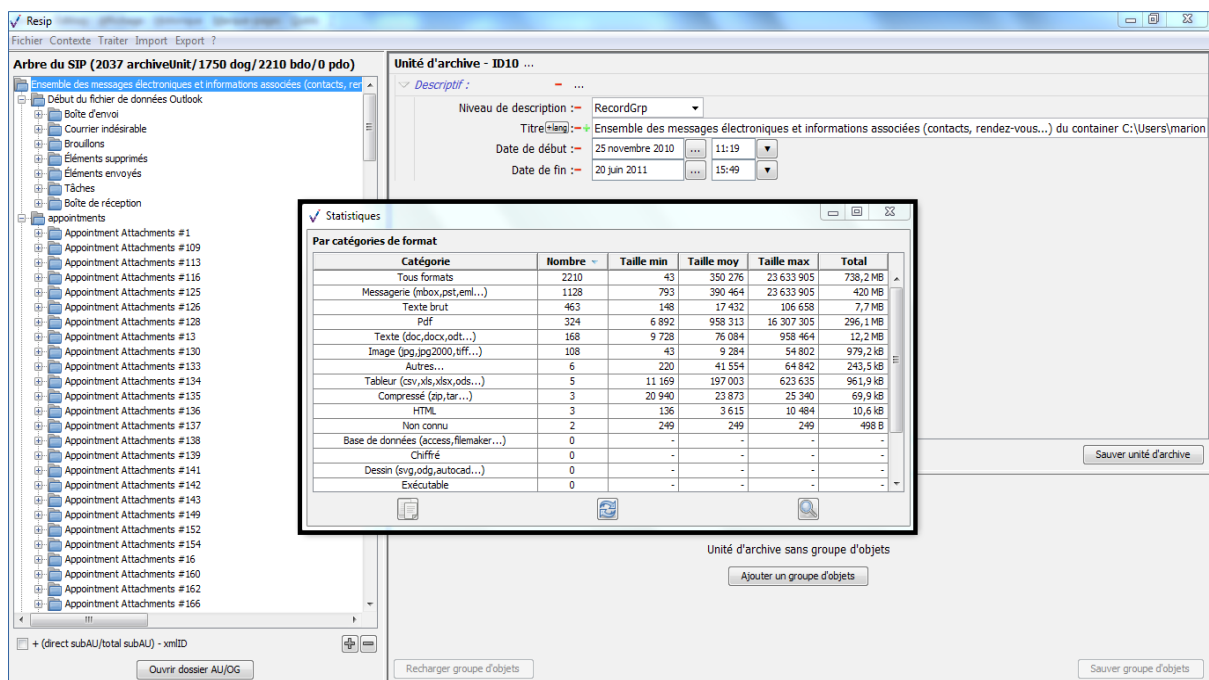 Resip
Fichier Contexte Traiter Import Export ?
Arbre du SIP (2037 archiveUnit/1750 dog/2210 bdo/0 pdo)
Ensemble des messages électroniques et informations associées (contacts, rer
Début du fichier de données Outlook
Boîte d'envoi
Courrier indésirable
Brouillons
Éléments supprimés
Éléments envoyés
Tâches
Boîte de réception
appointments
Appointment Attachments #1
Appointment Attachments #109
Appointment Attachments #113
Appointment Attachments #116
Appointment Attachments #125
Appointment Attachments #126
Appointment Attachments #128
Appointment Attachments #13
Appointment Attachments #130
Appointment Attachments #133
Appointment Attachments #134
Appointment Attachments #135
Appointment Attachments #136
Appointment Attachments #137
Appointment Attachments #138
Appointment Attachments #139
Appointment Attachments #141
Appointment Attachments #142
Appointment Attachments #143
Appointment Attachments #149
Appointment Attachments #152
Appointment Attachments #154
Appointment Attachments #16
Appointment Attachments #160
Appointment Attachments #162
Appointment Attachments #166
+ (direct subAU/total subAU) - xmlID
Ouvrir dossier AU/OG
Unité d'archive - ID10 ...
Descriptif : - ...
Niveau de description :- RecordGrp
Titre +lang :-+ Ensemble des messages électroniques et informations associées (contacts, rendez-vous...) du container C:\Users\marion
Date de début :- 25 novembre 2010 ... 11:19
Date de fin :- 20 juin 2011 ... 15:49
Statistiques
Par catégories de format
Catégorie Nombre Taille min Taille moy Taille max Total
Tous formats 2210 43 350 276 23 633 905 738,2 MB
Messagerie (mbox,pst,eml...) 1128 793 390 464 23 633 905 420 MB
Texte brut 463 148 17 432 106 658 7,7 MB
Pdf 324 6 892 958 313 16 307 305 296,1 MB
Texte (doc,docx,odt...) 168 9 728 76 084 958 464 12,2 MB
Image (jpg,jpg2000,tiff...) 108 43 9 284 54 802 979,2 kB
Autres... 6 220 41 554 64 842 243,5 kB
Tableur (csv,xls,xlsx,ods...) 5 11 169 197 003 623 635 961,9 kB
Compressé (zip,tar...) 3 20 940 23 873 25 340 69,9 kB
HTML 3 136 3 615 10 484 10,6 kB
Non connu 2 249 249 249 498 B
Base de données (access,filemaker...) 0 - - - -
Chiffré 0 - - - -
Dessin (svg,odg,autocad...) 0 - - - -
Exécutable 0 - - - -
Sauver unité d'archive
Unité d'archive sans groupe d'objets
Ajouter un groupe d'objets
Recharger groupe d'objets
Sauver groupe d'objets